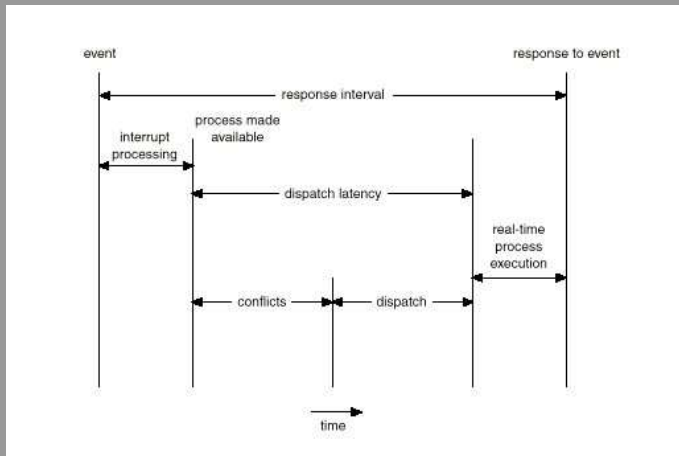 event
response to event
response interval
process made
available
interrupt
processing
dispatch latency
real-time
process
execution
conflicts
dispatch
time